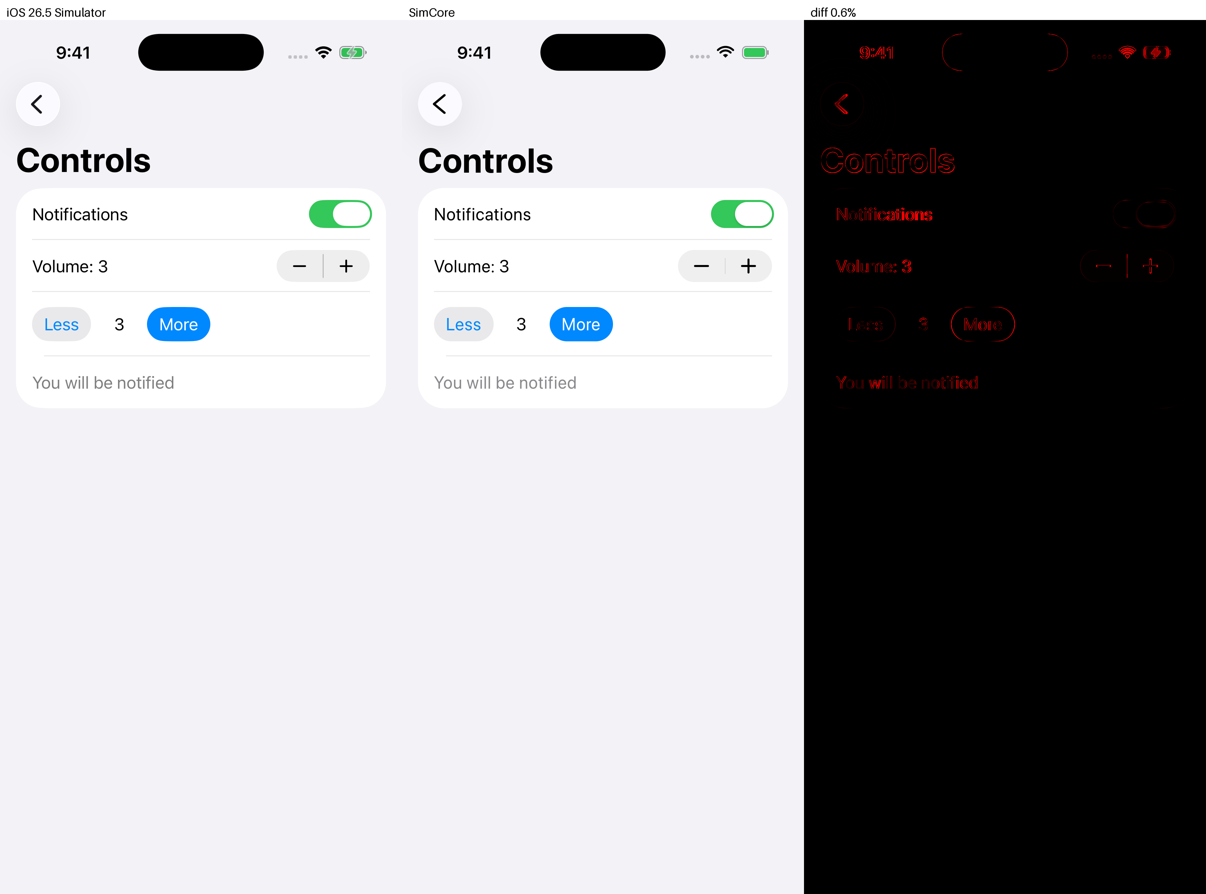 iOS 26.5 Simulator
9:41
Controls
Notifications
Volume: 3
− +
Less 3 More
You will be notified
SimCore
9:41
Controls
Notifications
Volume: 3
− +
Less 3 More
You will be notified
diff 0.6%
9:41
Controls
Notifications
Volume: 3
− +
Less 3 More
You will be notified